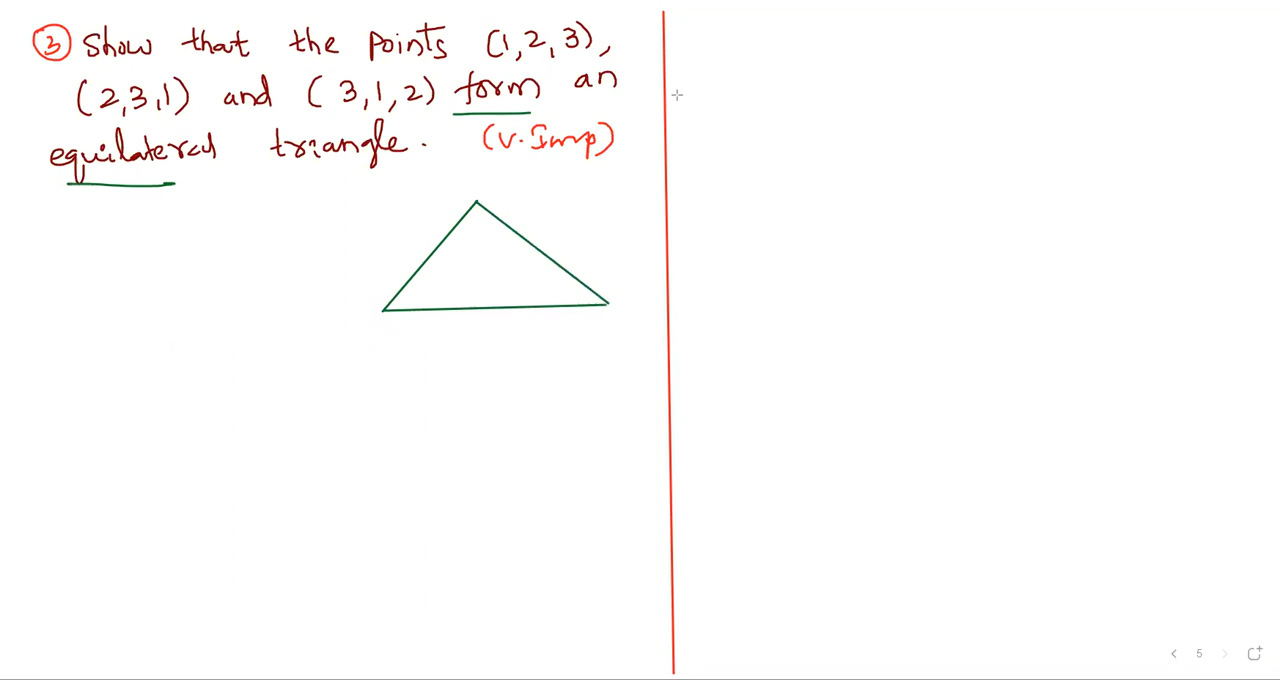 ③ Show that the points (1,2,3),
(2,3,1) and (3,1,2) form an
equilateral triangle. (V.Imp)
5